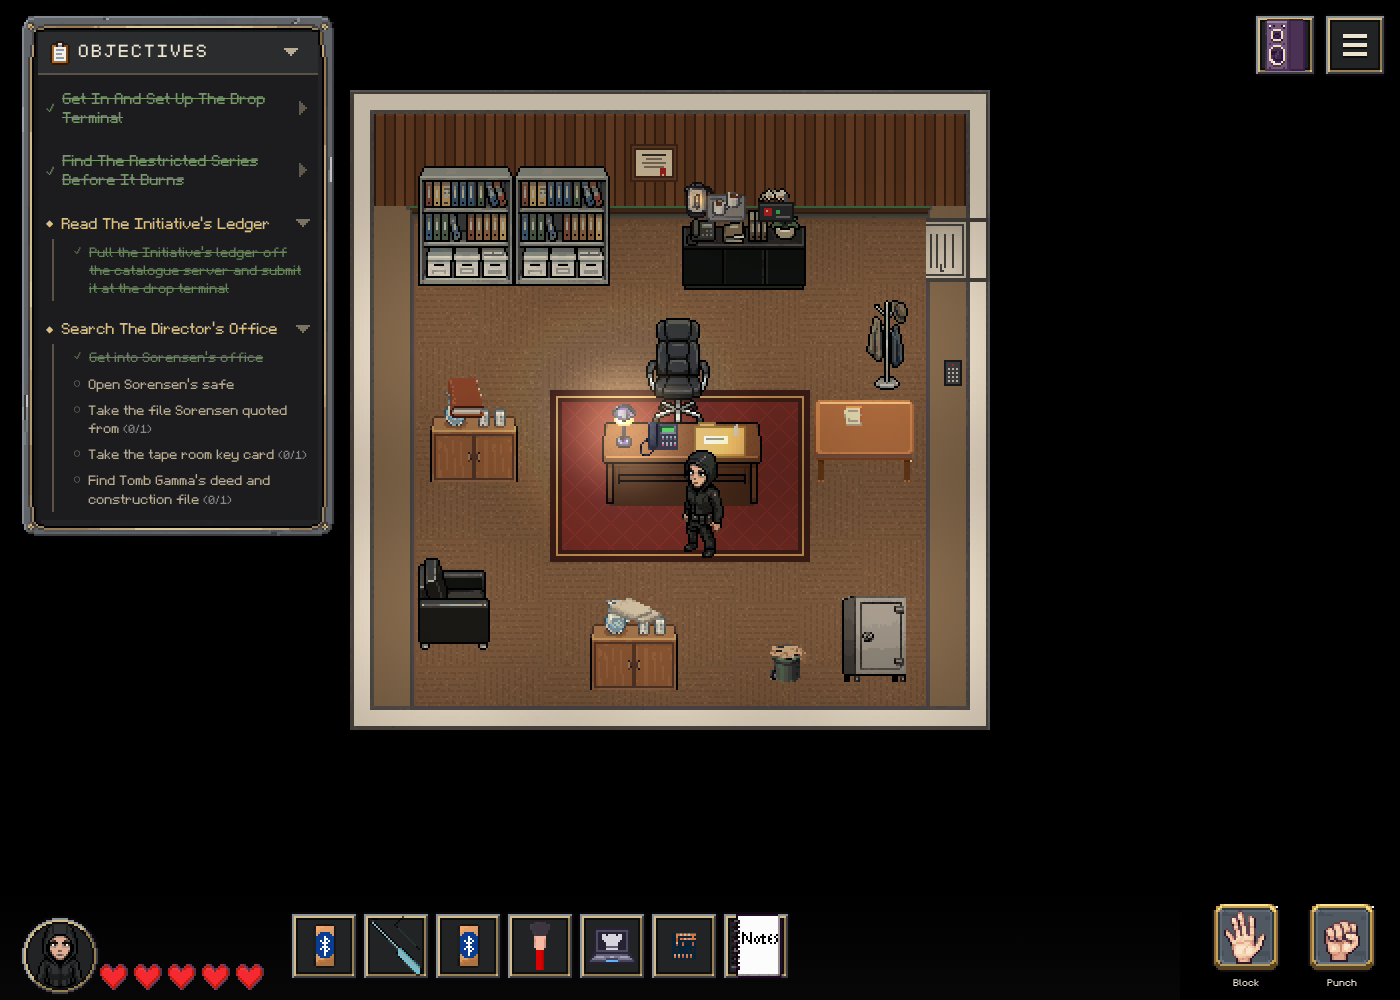 OBJECTIVES
Get In And Set Up The Drop
Terminal
Find The Restricted Series
Before It Burns
Read The Initiative's Ledger
Pull the Initiative's ledger off
the catalogue server and submit
it at the drop terminal
Search The Director's Office
Get into Sorensen's office
Open Sorensen's safe
Take the file Sorensen quoted
from (0/1)
Take the tape room key card (0/1)
Find Tomb Gamma's deed and
construction file (0/1)
Notes
Block
Punch